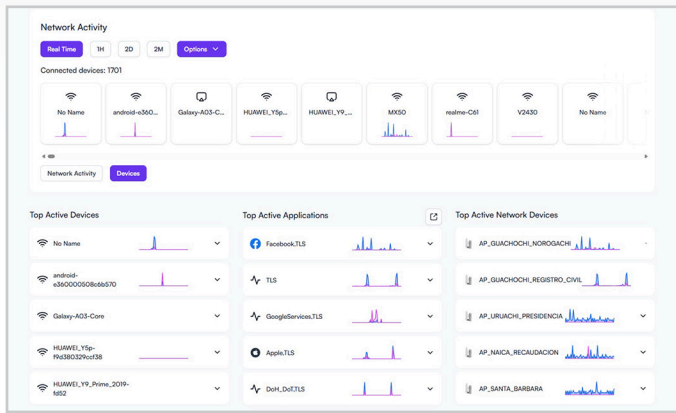 Network Activity
Real Time 1H 2D 2M Options
Connected devices: 1701
No Name android-e360... Galaxy-A03-C... HUAWEI_Y5p... HUAWEI_Y9_... MX50 realme-C61 V2430 No Name
Network Activity Devices
Top Active Devices
No Name
android-
e360000508c6b570
Galaxy-A03-Core
HUAWEI_Y5p-
f9d380329ccf38
HUAWEI_Y9_Prime_2019-
fd52
Top Active Applications
Facebook,TLS
TLS
GoogleServices,TLS
Apple,TLS
DoH_DoT,TLS
Top Active Network Devices
AP_GUACHOCHI_NOROGACHI
AP_GUACHOCHI_REGISTRO_CIVIL
AP_URUACHI_PRESIDENCIA
AP_NAICA_RECAUDACION
AP_SANTA_BARBARA